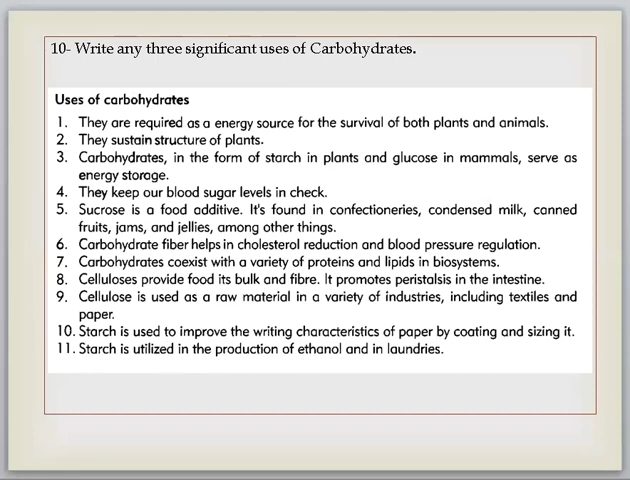 10- Write any three significant uses of Carbohydrates.
Uses of carbohydrates
1. They are required as a energy source for the survival of both plants and animals.
2. They sustain structure of plants.
3. Carbohydrates, in the form of starch in plants and glucose in mammals, serve as
energy storage.
4. They keep our blood sugar levels in check.
5. Sucrose is a food additive. It's found in confectioneries, condensed milk, canned
fruits, jams, and jellies, among other things.
6. Carbohydrate fiber helps in cholesterol reduction and blood pressure regulation.
7. Carbohydrates coexist with a variety of proteins and lipids in biosystems.
8. Celluloses provide food its bulk and fibre. It promotes peristalsis in the intestine.
9. Cellulose is used as a raw material in a variety of industries, including textiles and
paper.
10. Starch is used to improve the writing characteristics of paper by coating and sizing it.
11. Starch is utilized in the production of ethanol and in laundries.